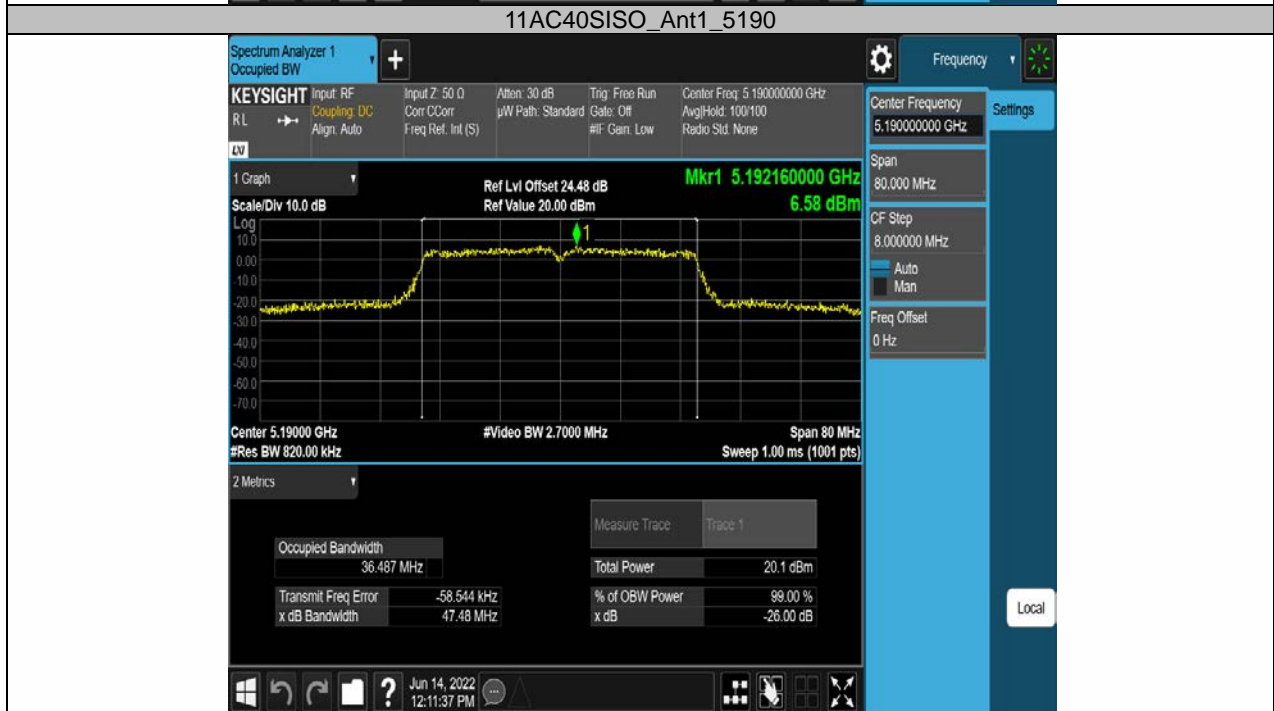 11AC40SISO_Ant1_5190
Spectrum Analyzer 1
Occupied BW
+
Frequency
KEYSIGHT
RL
LXI
Input: RF
Coupling: DC
Align: Auto
Input Z: 50 Ω
Corr CCorr
Freq Ref: Int (S)
Atten: 30 dB
µW Path: Standard
Trig: Free Run
Gate: Off
#IF Gain: Low
Center Freq: 5.190000000 GHz
Avg|Hold: 100/100
Radio Std: None
Center Frequency
5.190000000 GHz
Settings
Span
80.000 MHz
CF Step
8.000000 MHz
Auto
Man
Freq Offset
0 Hz
1 Graph
Scale/Div 10.0 dB
Ref Lvl Offset 24.48 dB
Ref Value 20.00 dBm
Mkr1 5.192160000 GHz
6.58 dBm
Log
10.0
0.00
-10.0
-20.0
-30.0
-40.0
-50.0
-60.0
-70.0
1
Center 5.19000 GHz
#Video BW 2.7000 MHz
Span 80 MHz
#Res BW 820.00 kHz
Sweep 1.00 ms (1001 pts)
2 Metrics
Measure Trace
Trace 1
Occupied Bandwidth
36.487 MHz
Total Power
20.1 dBm
Transmit Freq Error
-58.544 kHz
% of OBW Power
99.00 %
x dB Bandwidth
47.48 MHz
x dB
-26.00 dB
Local
?
Jun 14, 2022
12:11:37 PM